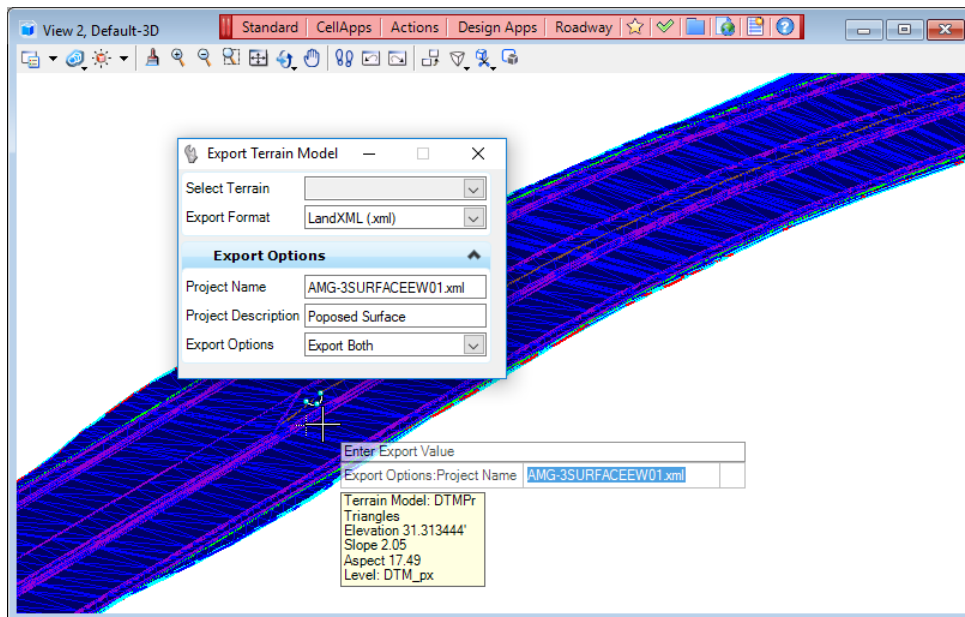 View 2, Default-3D
Standard CellApps Actions Design Apps Roadway
Export Terrain Model
Select Terrain
Export Format LandXML (.xml)
Export Options
Project Name AMG-3SURFACEEW01.xml
Project Description Poposed Surface
Export Options Export Both
Enter Export Value
Export Options:Project Name AMG-3SURFACEEW01.xml
Terrain Model: DTMPr
Triangles
Elevation 31.313444'
Slope 2.05
Aspect 17.49
Level: DTM_px